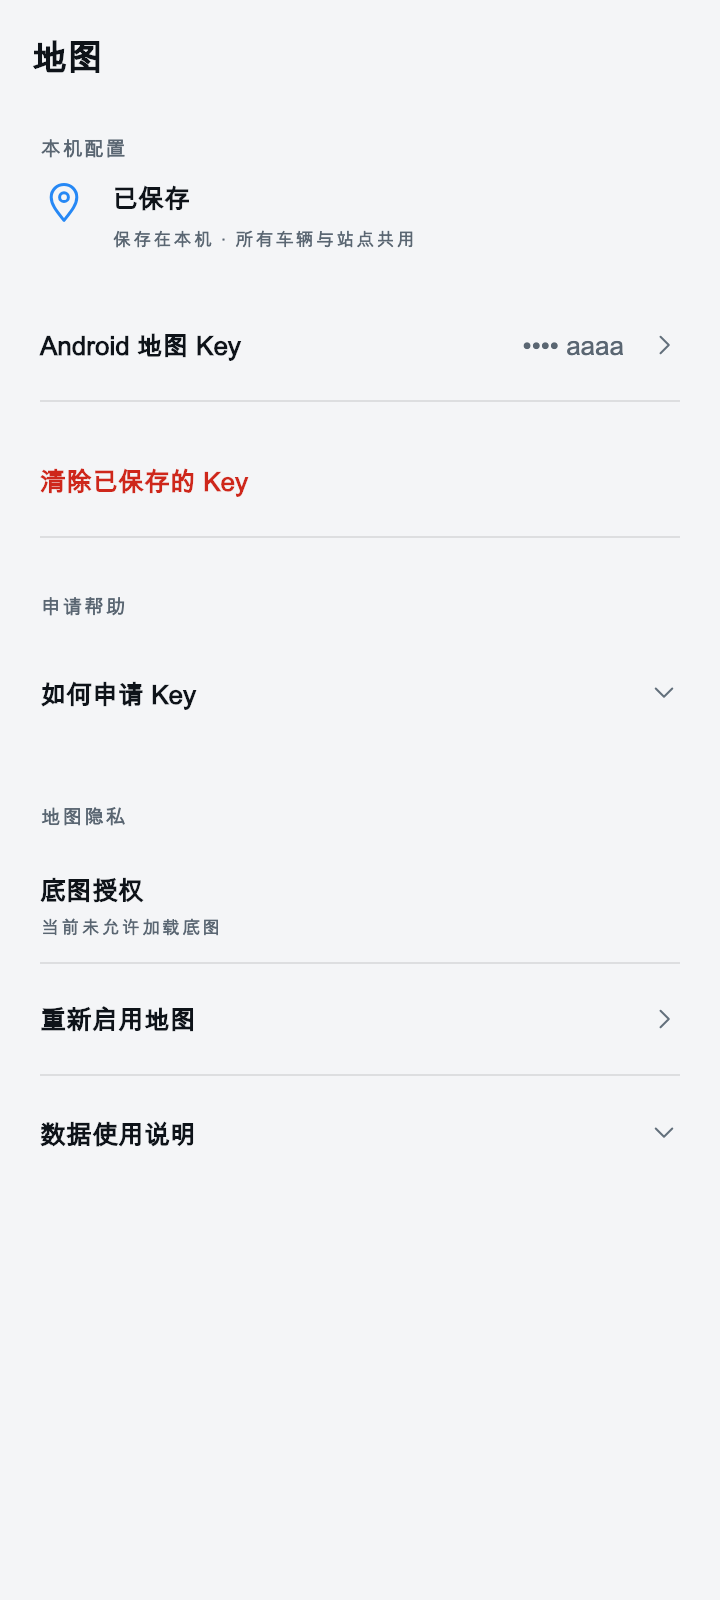 地图
本机配置
已保存
保存在本机 · 所有车辆与站点共用
Android 地图 Key •••• aaaa
清除已保存的 Key
申请帮助
如何申请 Key
地图隐私
底图授权
当前未允许加载底图
重新启用地图
数据使用说明